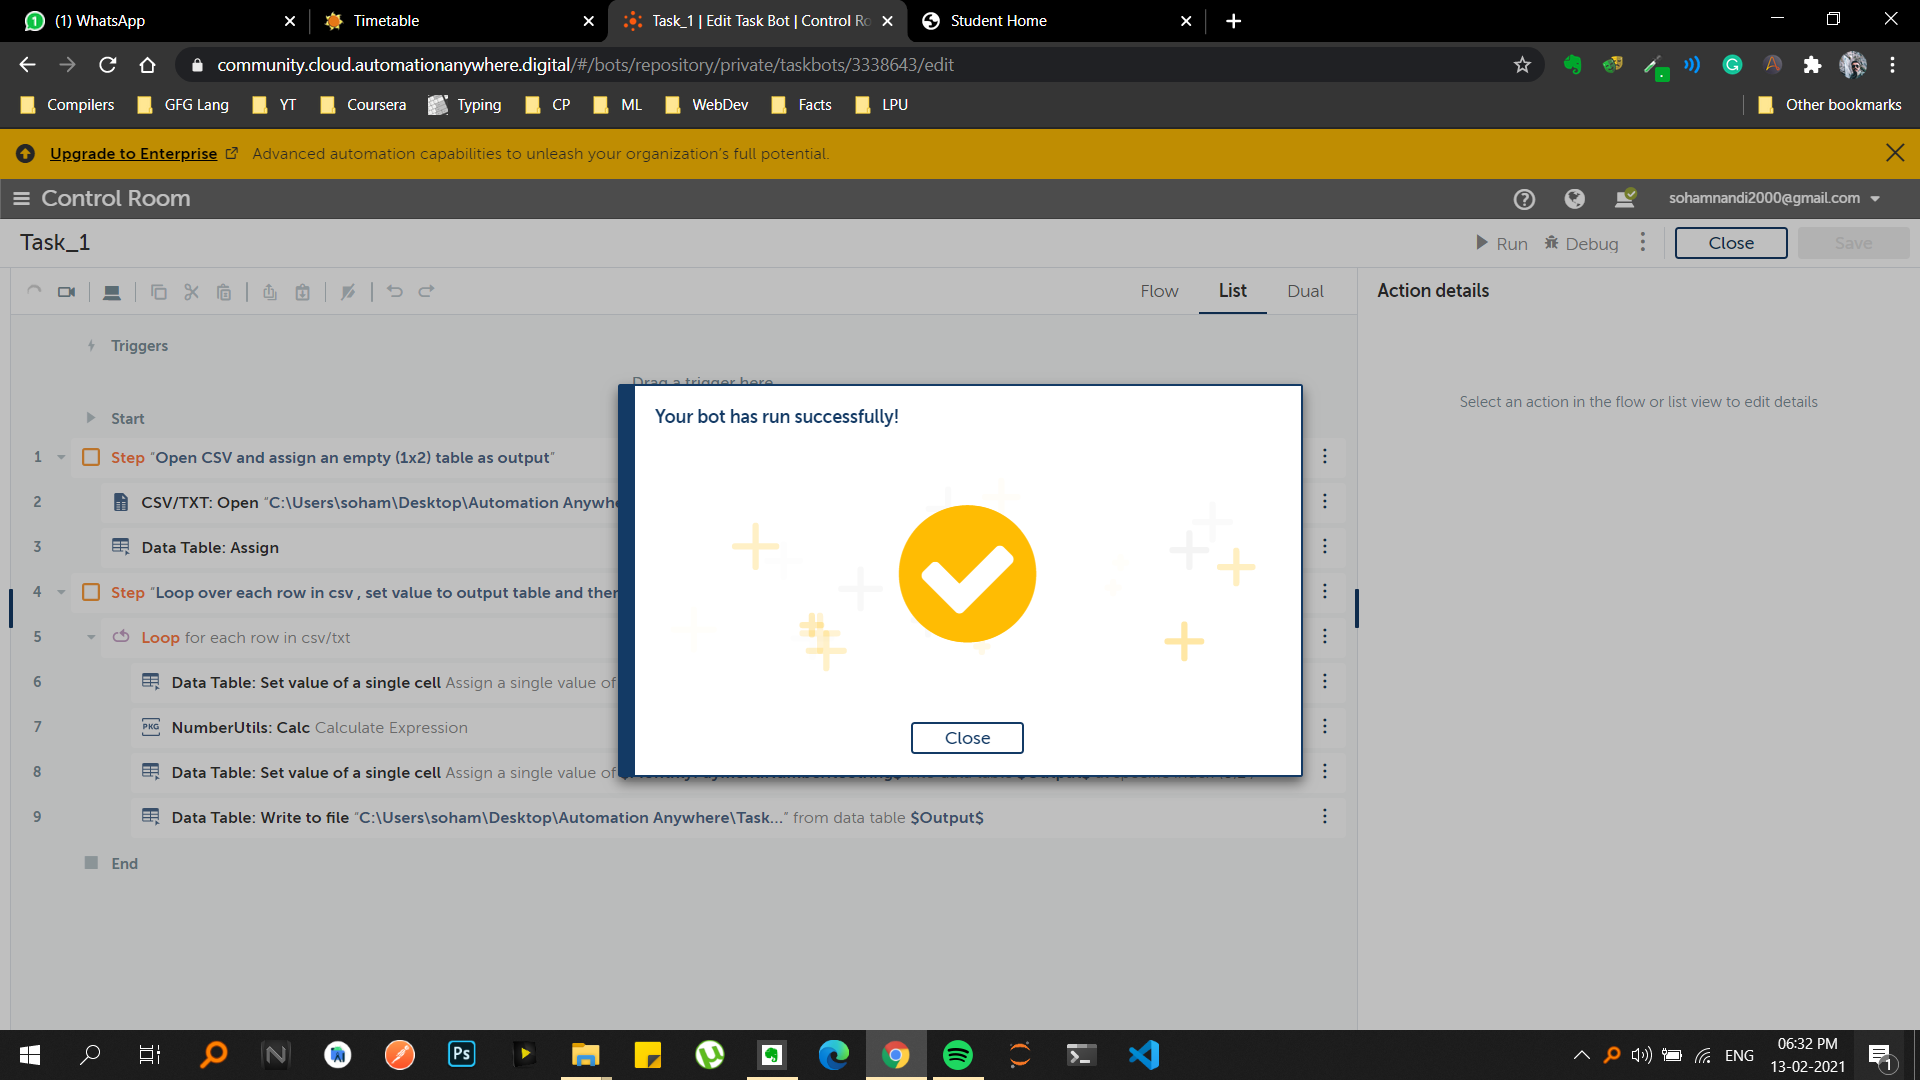 (1) WhatsApp
Timetable
Task_1 | Edit Task Bot | Control Ro
Student Home
community.cloud.automationanywhere.digital/#/bots/repository/private/taskbots/3338643/edit
Compilers GFG Lang YT Coursera Typing CP ML WebDev Facts LPU Other bookmarks
Upgrade to Enterprise Advanced automation capabilities to unleash your organization's full potential.
Control Room sohamnandi2000@gmail.com
Task_1 Run Debug Close Save
Flow List Dual Action details
Triggers
Drag a trigger here
Select an action in the flow or list view to edit details
Start
Your bot has run successfully!
1 Step "Open CSV and assign an empty (1x2) table as output"
2 CSV/TXT: Open "C:\Users\soham\Desktop\Automation Anywhe
3 Data Table: Assign
4 Step "Loop over each row in csv , set value to output table and then
5 Loop for each row in csv/txt
6 Data Table: Set value of a single cell Assign a single value of
7 PKG NumberUtils: Calc Calculate Expression
Close
8 Data Table: Set value of a single cell Assign a single value of
9 Data Table: Write to file "C:\Users\soham\Desktop\Automation Anywhere\Task..." from data table $Output$
End
Ps
ENG
06:32 PM
13-02-2021
1